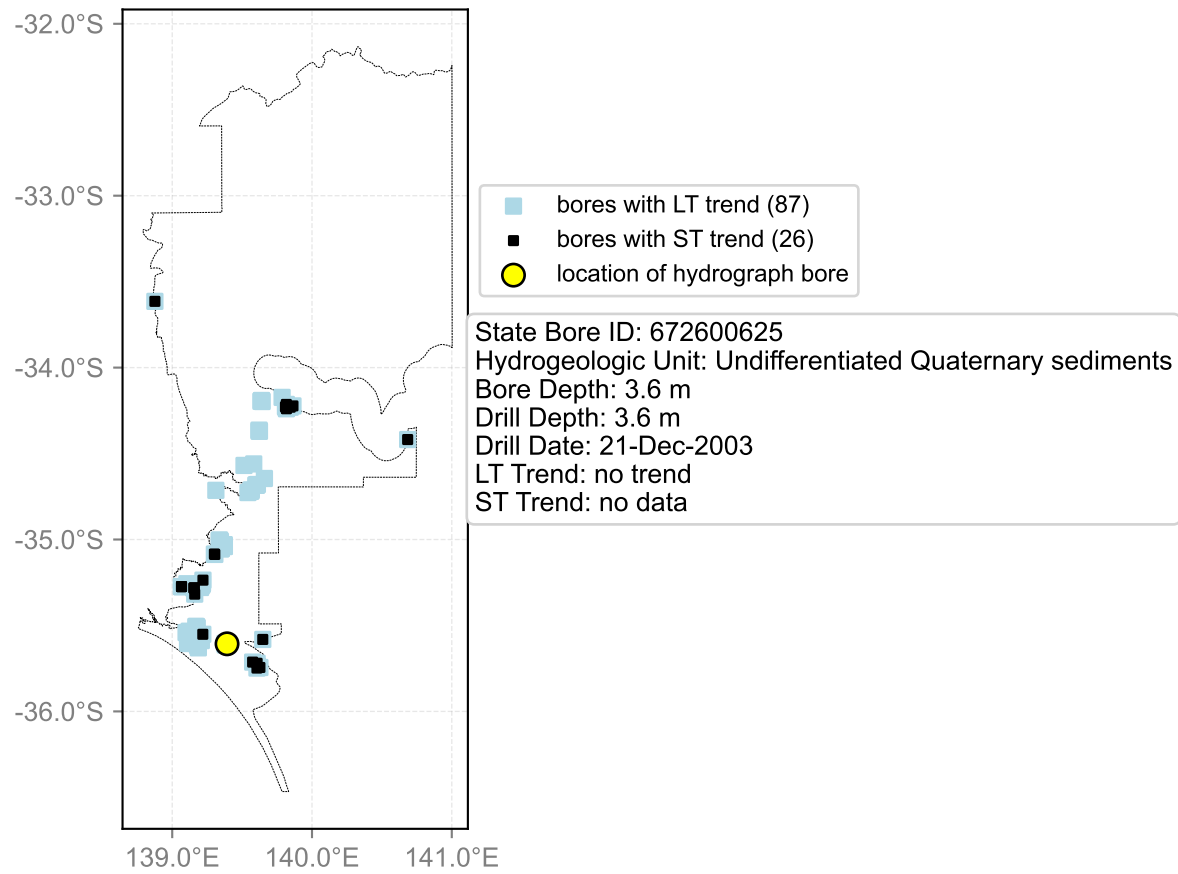 -32.0°S
-33.0°S
-34.0°S
-35.0°S
-36.0°S
139.0°E 140.0°E 141.0°E
bores with LT trend (87)
bores with ST trend (26)
location of hydrograph bore
State Bore ID: 672600625
Hydrogeologic Unit: Undifferentiated Quaternary sediments
Bore Depth: 3.6 m
Drill Depth: 3.6 m
Drill Date: 21-Dec-2003
LT Trend: no trend
ST Trend: no data